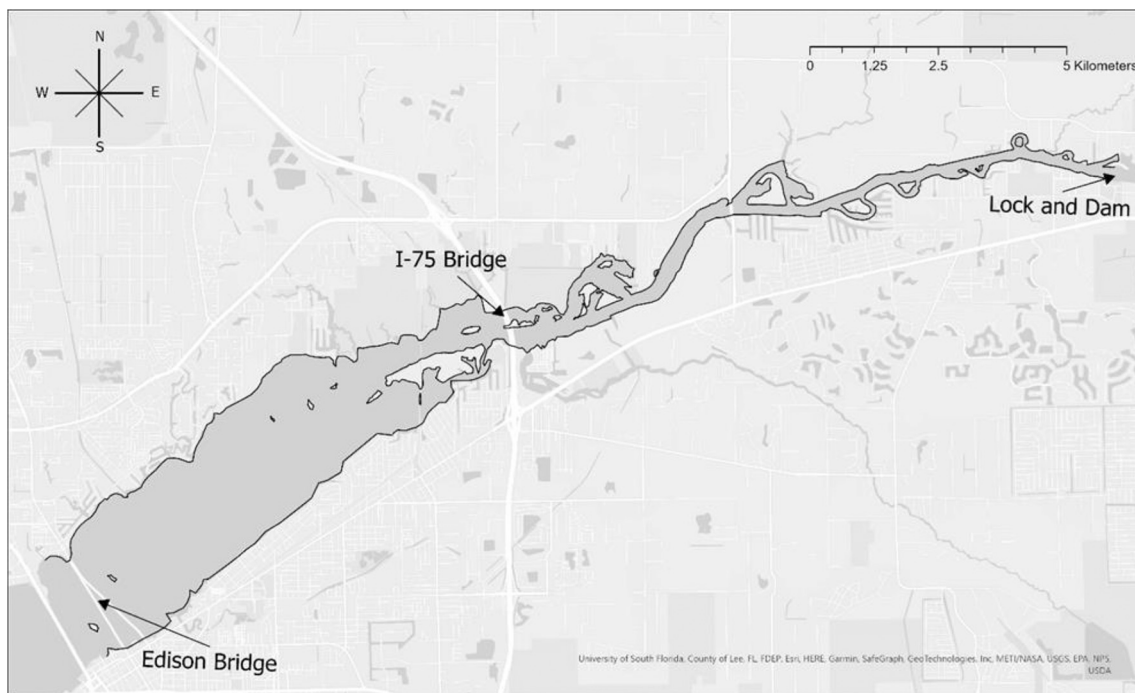 N
W E
S
0 1.25 2.5 5 Kilometers
Lock and Dam
I-75 Bridge
Edison Bridge
University of South Florida, County of Lee, FL, FDEP, Esri, HERE, Garmin, SafeGraph, GeoTechnologies, Inc, METI/NASA, USGS, EPA, NPS,
USDA